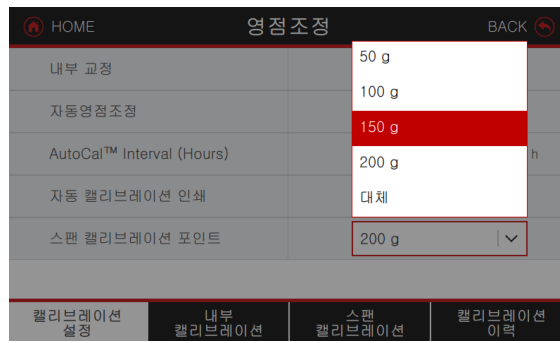 HOME
영점조정
BACK
내부 교정
자동영점조정
AutoCal™ Interval (Hours)
h
자동 캘리브레이션 인쇄
스팬 캘리브레이션 포인트
50 g
100 g
150 g
200 g
대체
200 g
캘리브레이션
설정
내부
캘리브레이션
스팬
캘리브레이션
캘리브레이션
이력